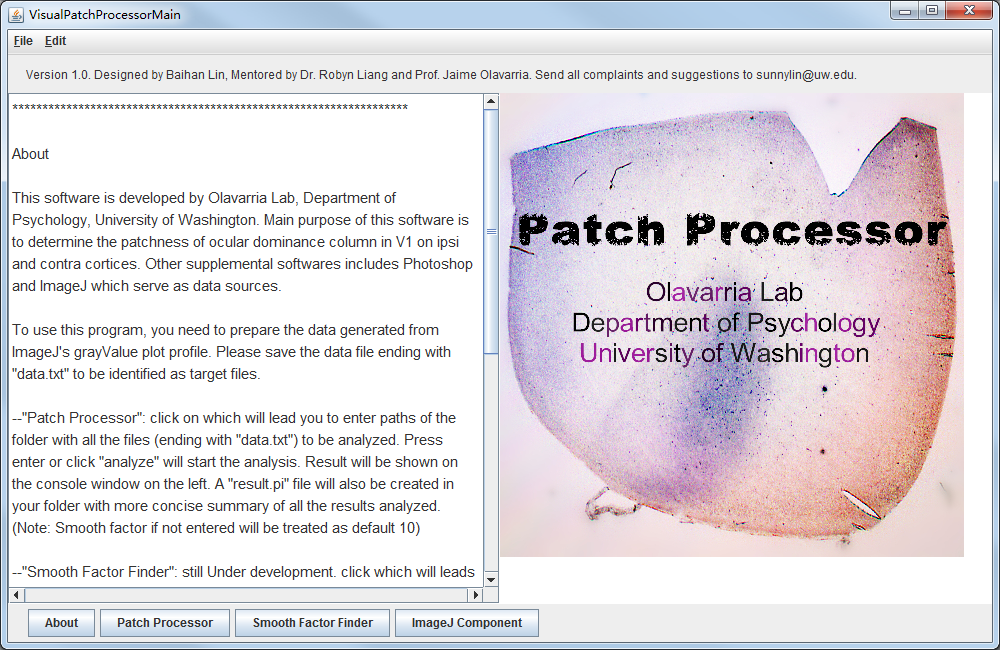 VisualPatchProcessorMain
File Edit
Version 1.0. Designed by Baihan Lin, Mentored by Dr. Robyn Liang and Prof. Jaime Olavarria. Send all complaints and suggestions to sunnylin@uw.edu.
******************************************************************
About
This software is developed by Olavarria Lab, Department of
Psychology, University of Washington. Main purpose of this software is
to determine the patchness of ocular dominance column in V1 on ipsi
and contra cortices. Other supplemental softwares includes Photoshop
and ImageJ which serve as data sources.
To use this program, you need to prepare the data generated from
ImageJ's grayValue plot profile. Please save the data file ending with
"data.txt" to be identified as target files.
--"Patch Processor": click on which will lead you to enter paths of the
folder with all the files (ending with "data.txt") to be analyzed. Press
enter or click "analyze" will start the analysis. Result will be shown on
the console window on the left. A "result.pi" file will also be created in
your folder with more concise summary of all the results analyzed.
(Note: Smooth factor if not entered will be treated as default 10)
--"Smooth Factor Finder": still Under development. click which will leads
Patch Processor
Olavarria Lab
Department of Psychology
University of Washington
About Patch Processor Smooth Factor Finder ImageJ Component